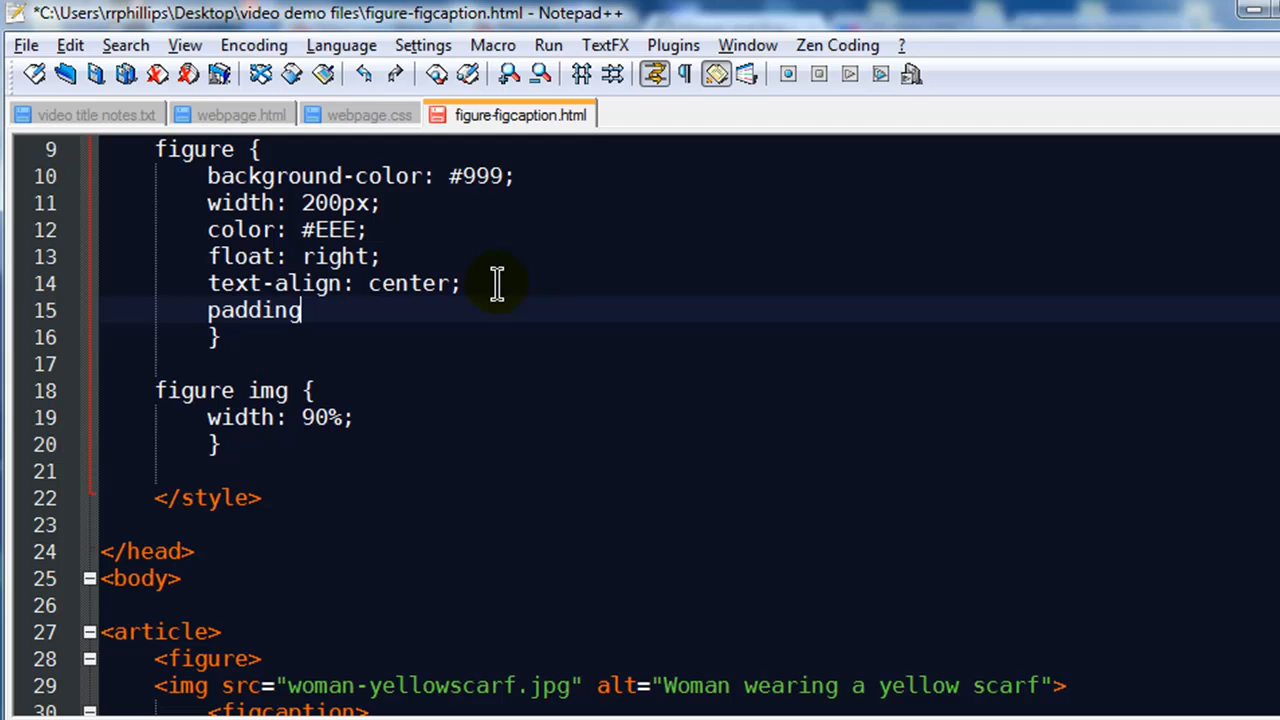 *C:\Users\rrphillips\Desktop\video demo files\figure-figcaption.html - Notepad++
File Edit Search View Encoding Language Settings Macro Run TextFX Plugins Window Zen Coding ?
video title notes.txt webpage.html webpage.css figure-figcaption.html
9 figure {
10 background-color: #999;
11 width: 200px;
12 color: #EEE;
13 float: right;
14 text-align: center;
15 padding
16 }
17
18 figure img {
19 width: 90%;
20 }
21
22 </style>
23
24 </head>
25 <body>
26
27 <article>
28 <figure>
29 <img src="woman-yellowscarf.jpg" alt="Woman wearing a yellow scarf">
30 <figcaption>